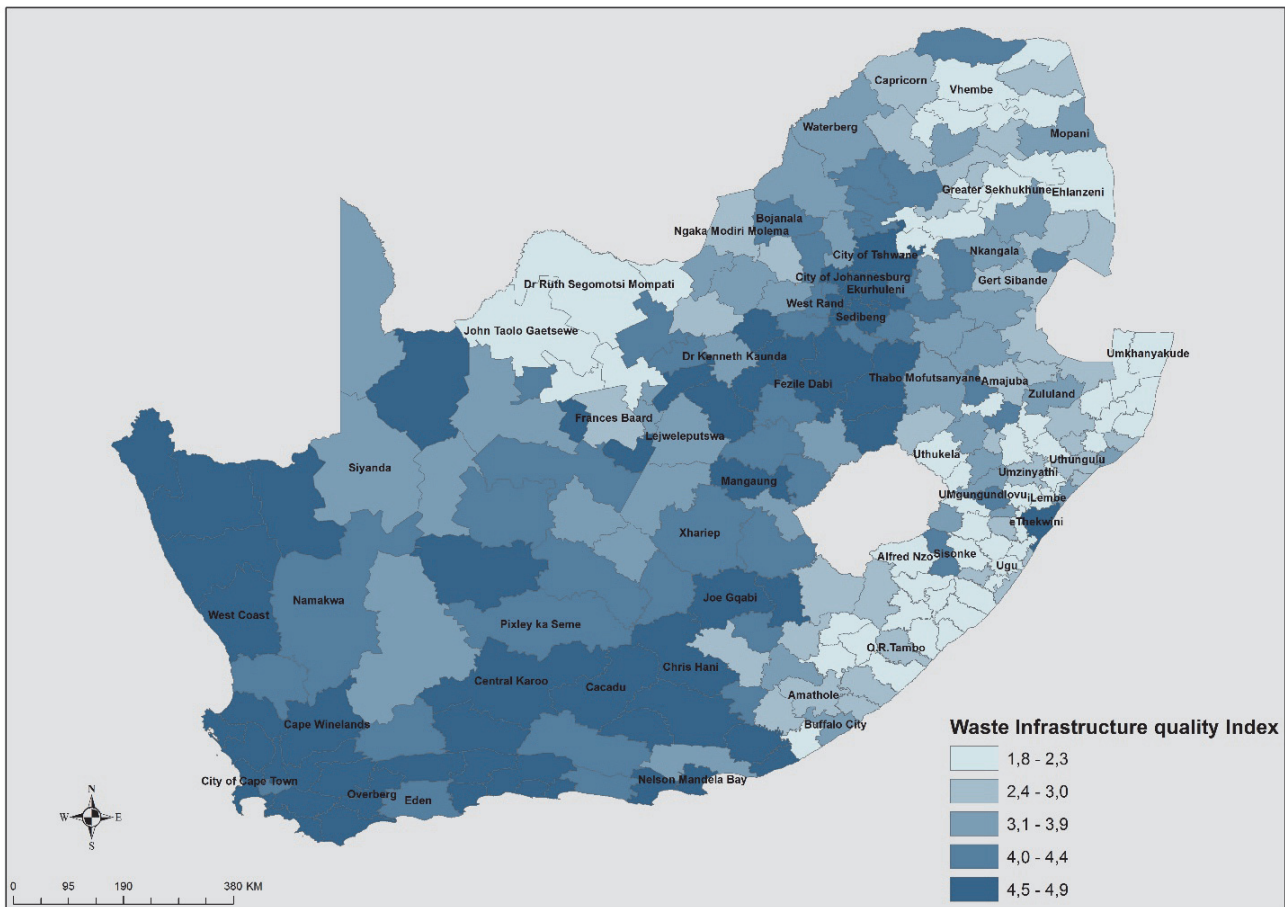 Capricorn
Vhembe
Waterberg
Mopani
Greater Sekhukhune
Ehlanzeni
Bojanala
Ngaka Modiri Molema
City of Tshwane
Nkangala
City of Johannesburg
Gert Sibande
Ekurhuleni
Dr Ruth Segomotsi Mompati
West Rand
Sedibeng
John Taolo Gaetsewe
Umkhanyakude
Dr Kenneth Kaunda
Fezile Dabi
Thabo Mofutsanyane
Amajuba
Zululand
Frances Baard
Lejweleputswa
Uthukela
Uthungulu
Siyanda
Umzinyathi
Mangaung
UMgungundlovu
iLembe
eThekwini
Xhariep
Alfred Nzo
Sisonke
Ugu
Joe Gqabi
Namakwa
West Coast
Pixley ka Seme
O.R.Tambo
Chris Hani
Central Karoo
Cacadu
Amathole
Cape Winelands
Buffalo City
City of Cape Town
Nelson Mandela Bay
Overberg
Eden
Waste Infrastructure quality Index
1,8 - 2,3
2,4 - 3,0
3,1 - 3,9
4,0 - 4,4
4,5 - 4,9
N
W E
S
0 95 190 380 KM